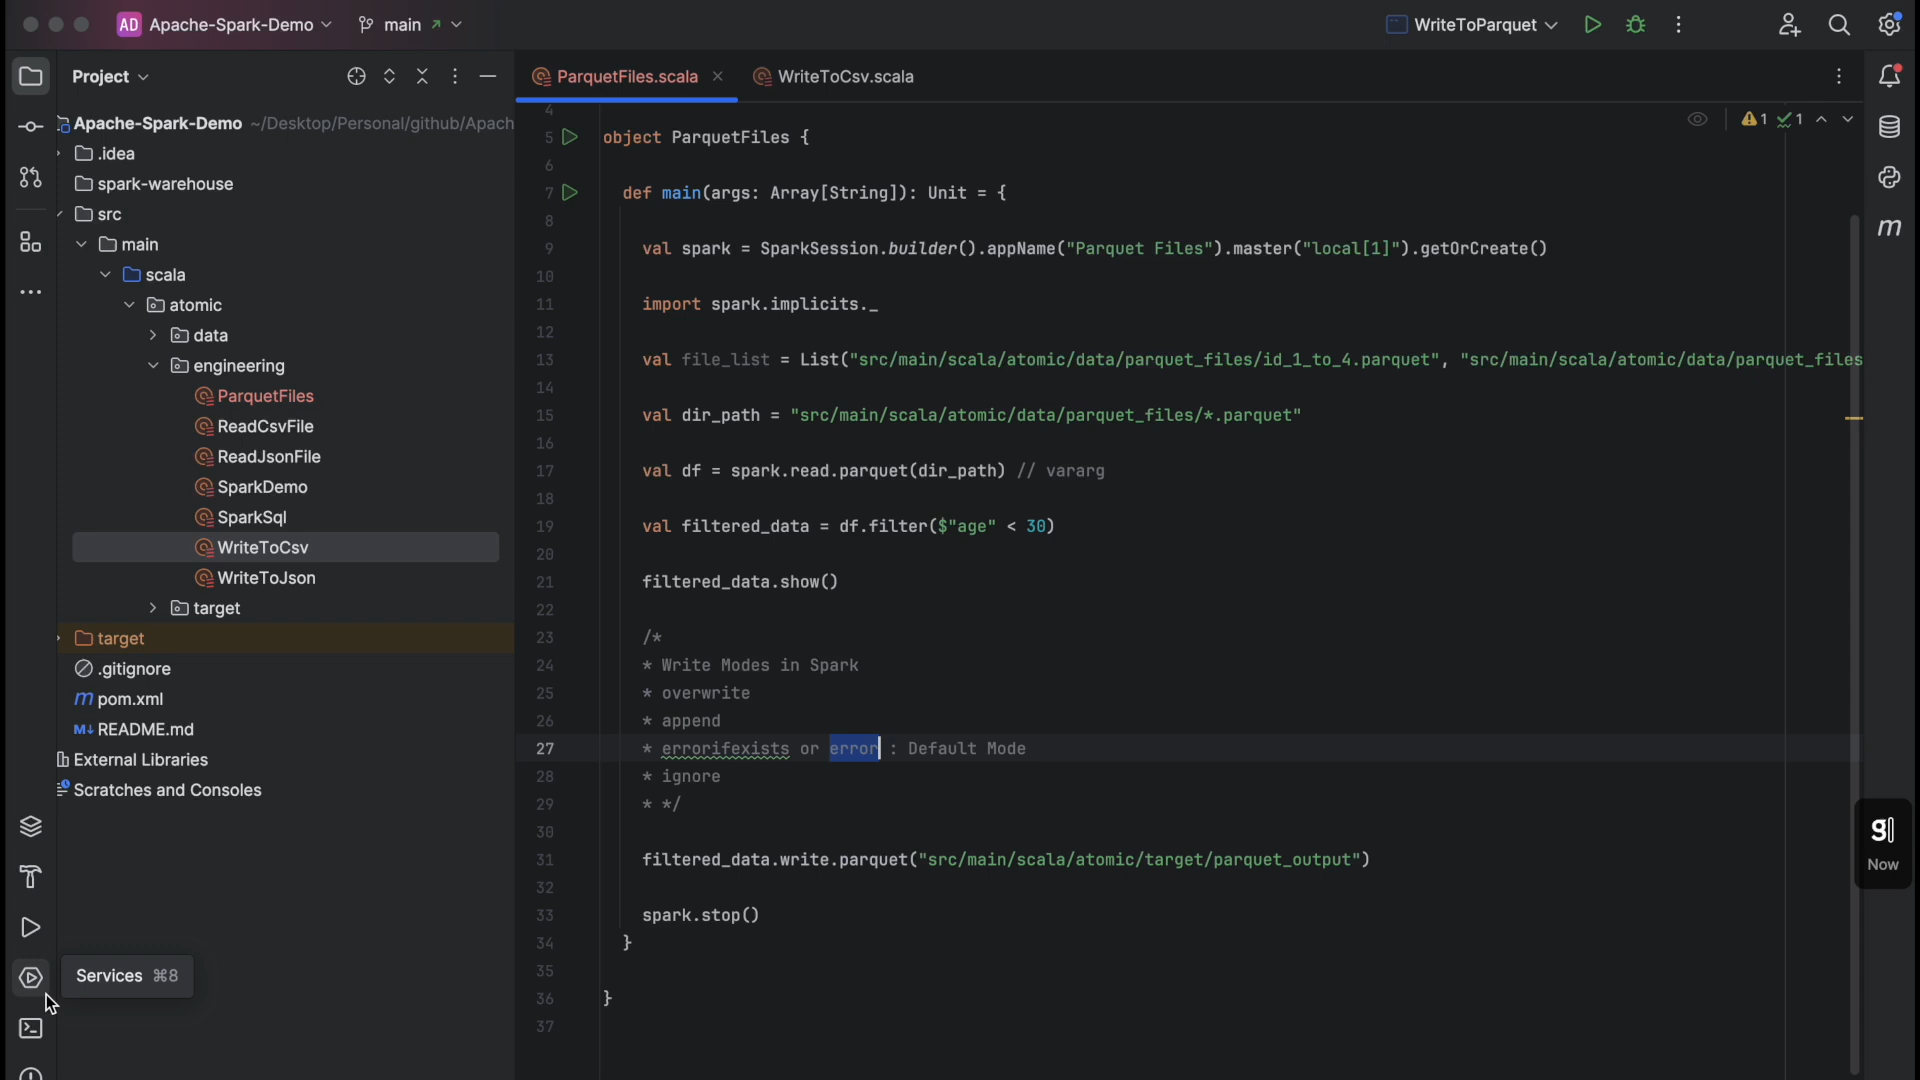 AD Apache-Spark-Demo main WriteToParquet
Project
ParquetFiles.scala WriteToCsv.scala
Apache-Spark-Demo ~/Desktop/Personal/github/Apach
.idea
spark-warehouse
src
main
scala
atomic
data
engineering
ParquetFiles
ReadCsvFile
ReadJsonFile
SparkDemo
SparkSql
WriteToCsv
WriteToJson
target
target
.gitignore
m pom.xml
M↓ README.md
External Libraries
Scratches and Consoles
Services ⌘8
1 1
4
5 object ParquetFiles {
6
7 def main(args: Array[String]): Unit = {
8
9 val spark = SparkSession.builder().appName("Parquet Files").master("local[1]").getOrCreate()
10
11 import spark.implicits._
12
13 val file_list = List("src/main/scala/atomic/data/parquet_files/id_1_to_4.parquet", "src/main/scala/atomic/data/parquet_files
14
15 val dir_path = "src/main/scala/atomic/data/parquet_files/*.parquet"
16
17 val df = spark.read.parquet(dir_path) // vararg
18
19 val filtered_data = df.filter($"age" < 30)
20
21 filtered_data.show()
22
23 /*
24 * Write Modes in Spark
25 * overwrite
26 * append
27 * errorifexists or error : Default Mode
28 * ignore
29 * */
30
31 filtered_data.write.parquet("src/main/scala/atomic/target/parquet_output")
32
33 spark.stop()
34 }
35
36 }
37
m
g
Now